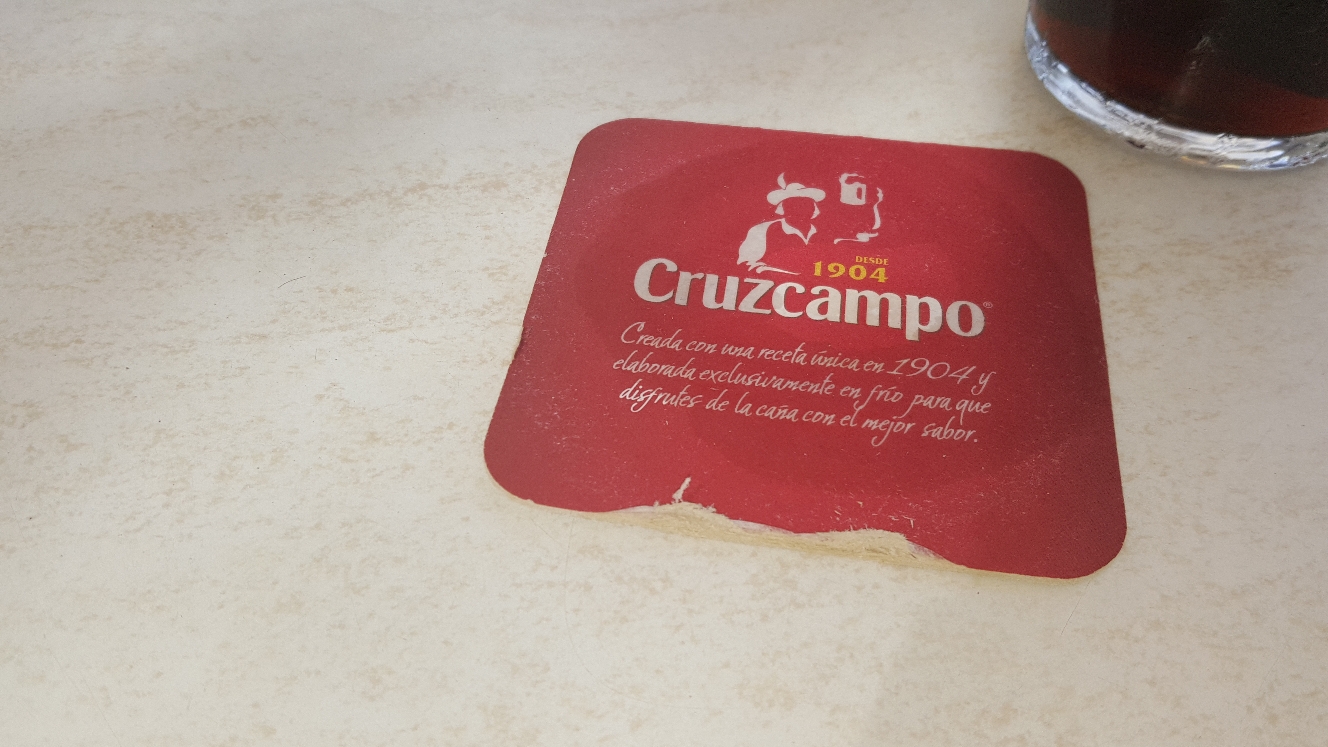 DESDE
1904
Cruzcampo®
Creada con una receta única en 1904 y
elaborada exclusivamente en frío para que
disfrutes de la caña con el mejor sabor.